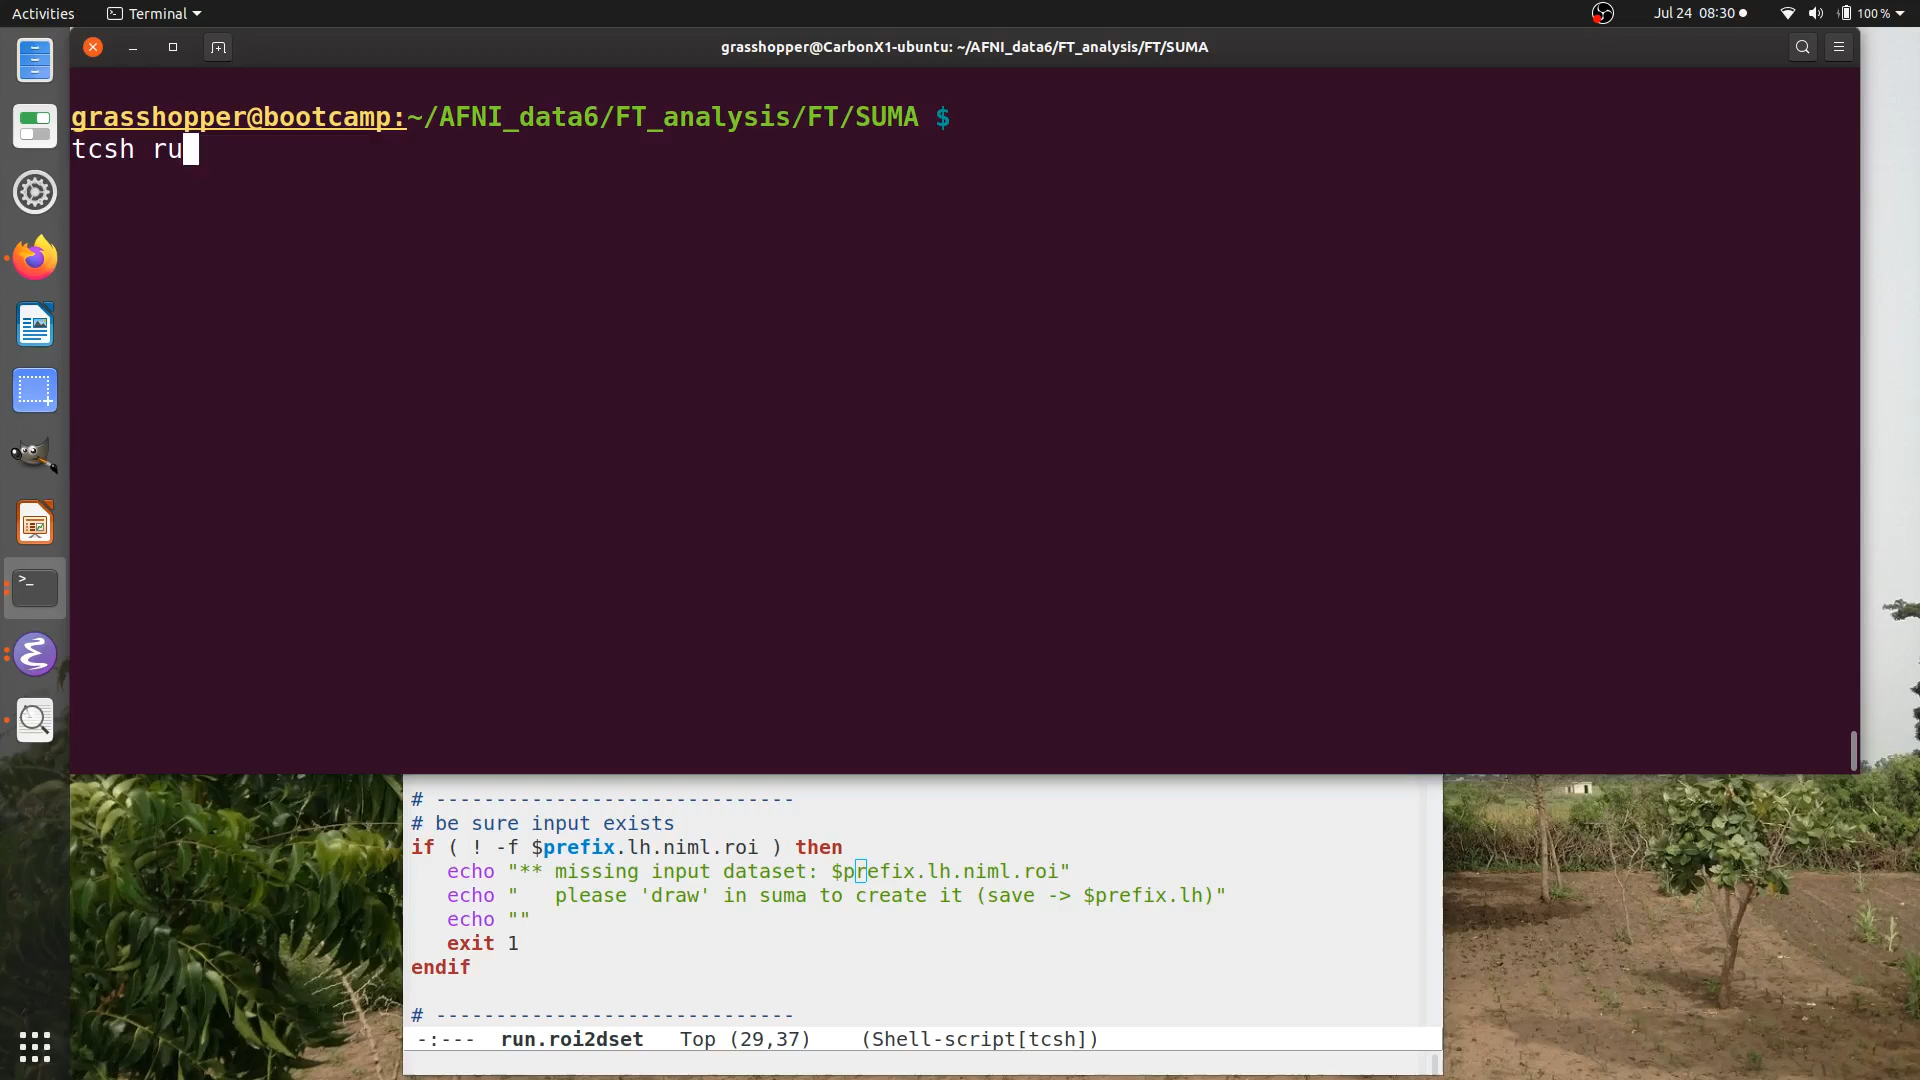 Activities
Terminal
Jul 24 08:30
100 %
grasshopper@CarbonX1-ubuntu: ~/AFNI_data6/FT_analysis/FT/SUMA
grasshopper@bootcamp:~/AFNI_data6/FT_analysis/FT/SUMA $
tcsh ru
>_
# ------------------------------
# be sure input exists
if ( ! -f $prefix.lh.niml.roi ) then
echo "** missing input dataset: $prefix.lh.niml.roi"
echo "   please 'draw' in suma to create it (save -> $prefix.lh)"
echo ""
exit 1
endif
# ------------------------------
-:--- run.roi2dset Top (29,37) (Shell-script[tcsh])